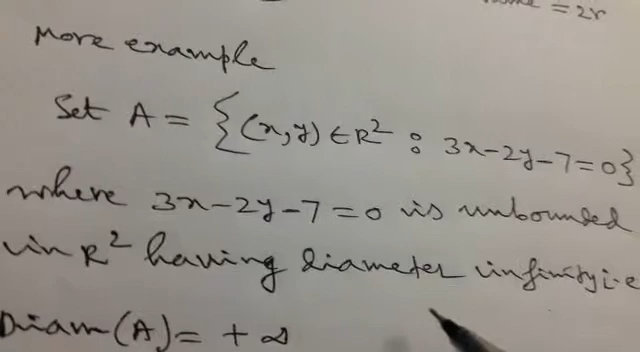 = 2r
More example
Set A = {(x,y) ∈ R² : 3x-2y-7=0}
where 3x-2y-7=0 is unbounded
in R² having diameter infinity i.e
Diam(A) = +∞